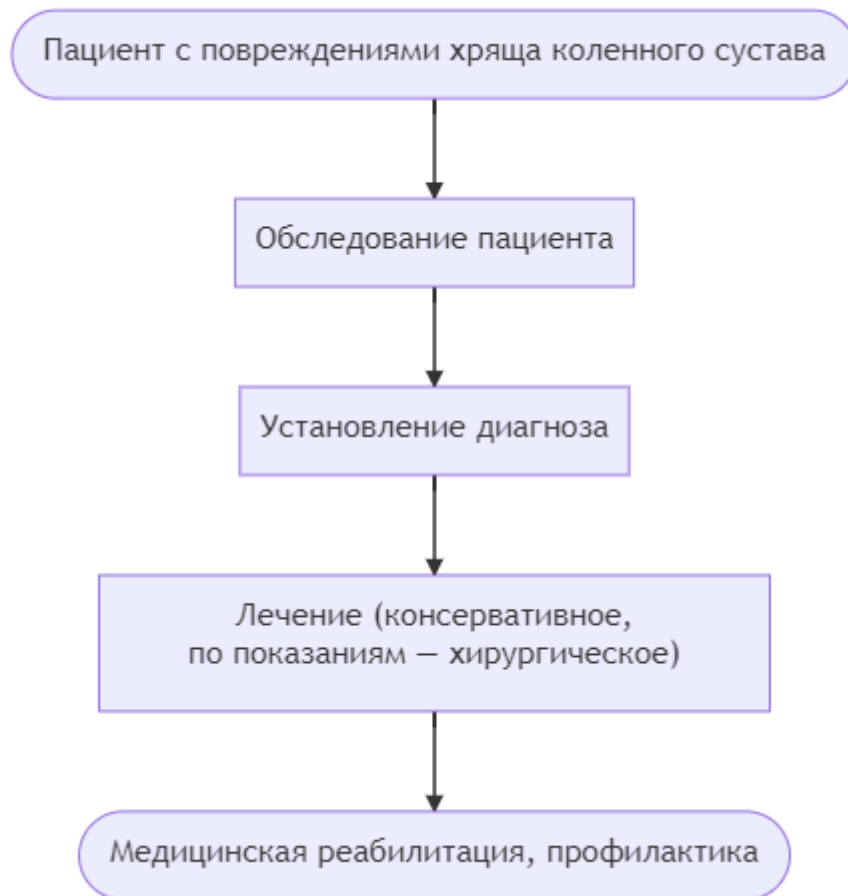 Пациент с повреждениями хряща коленного сустава
Обследование пациента
Установление диагноза
Лечение (консервативное,
по показаниям — хирургическое)
Медицинская реабилитация, профилактика